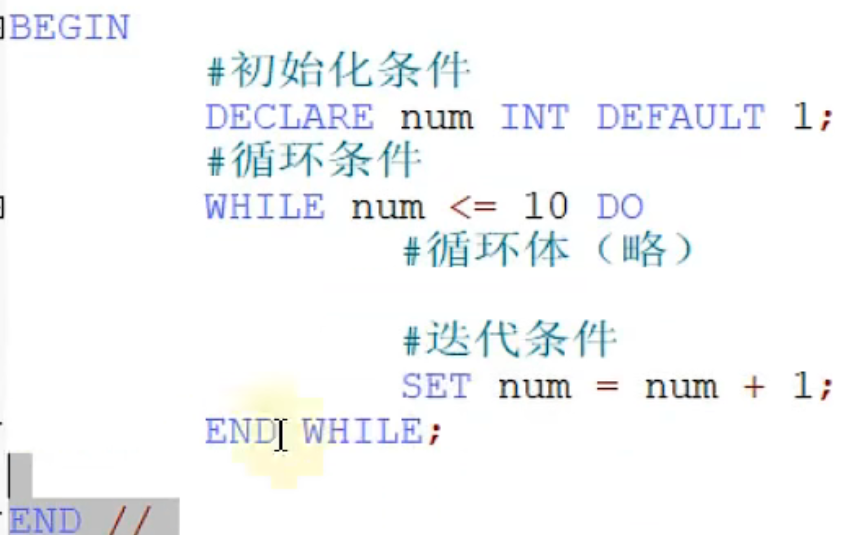 BEGIN
#初始化条件
DECLARE num INT DEFAULT 1;
#循环条件
WHILE num <= 10 DO
#循环体（略）
#迭代条件
SET num = num + 1;
END WHILE;
END //